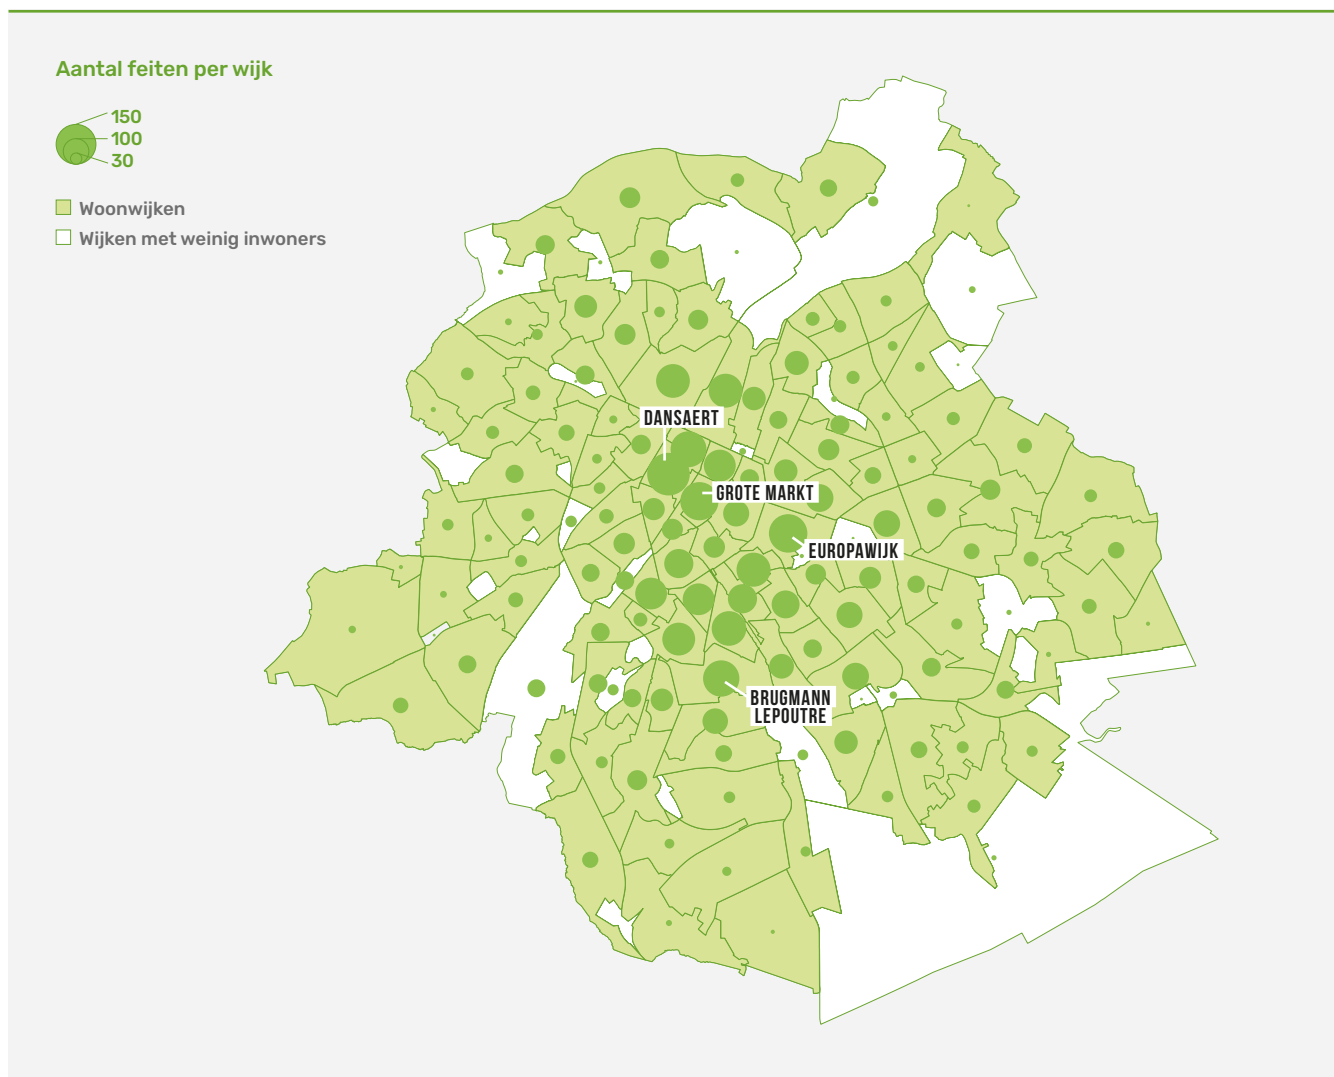 Aantal feiten per wijk
150
100
30
Woonwijken
Wijken met weinig inwoners
DANSAERT
GROTE MARKT
EUROPAWIJK
BRUGMANN
LEPOUTRE